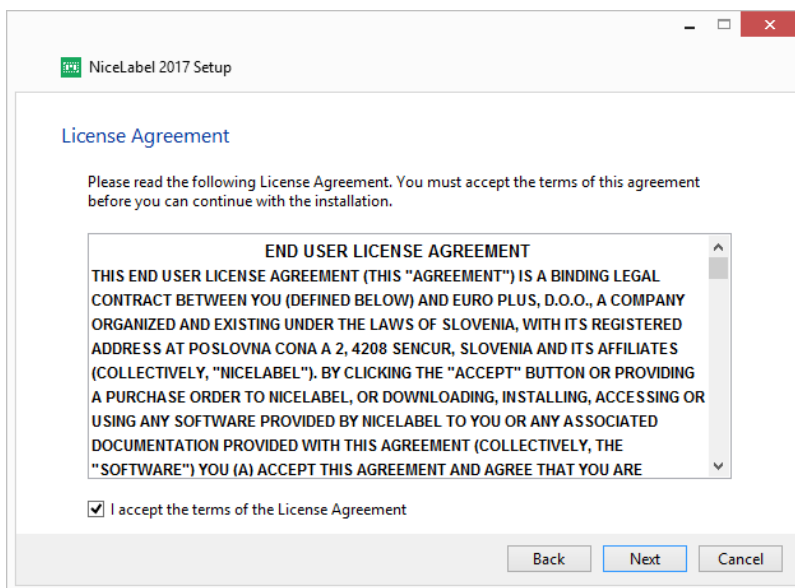 NiceLabel 2017 Setup
License Agreement
Please read the following License Agreement. You must accept the terms of this agreement
before you can continue with the installation.
END USER LICENSE AGREEMENT
THIS END USER LICENSE AGREEMENT (THIS "AGREEMENT") IS A BINDING LEGAL
CONTRACT BETWEEN YOU (DEFINED BELOW) AND EURO PLUS, D.O.O., A COMPANY
ORGANIZED AND EXISTING UNDER THE LAWS OF SLOVENIA, WITH ITS REGISTERED
ADDRESS AT POSLOVNA CONA A 2, 4208 SENCUR, SLOVENIA AND ITS AFFILIATES
(COLLECTIVELY, "NICELABEL"). BY CLICKING THE "ACCEPT" BUTTON OR PROVIDING
A PURCHASE ORDER TO NICELABEL, OR DOWNLOADING, INSTALLING, ACCESSING OR
USING ANY SOFTWARE PROVIDED BY NICELABEL TO YOU OR ANY ASSOCIATED
DOCUMENTATION PROVIDED WITH THIS AGREEMENT (COLLECTIVELY, THE
"SOFTWARE") YOU (A) ACCEPT THIS AGREEMENT AND AGREE THAT YOU ARE
I accept the terms of the License Agreement
Back Next Cancel